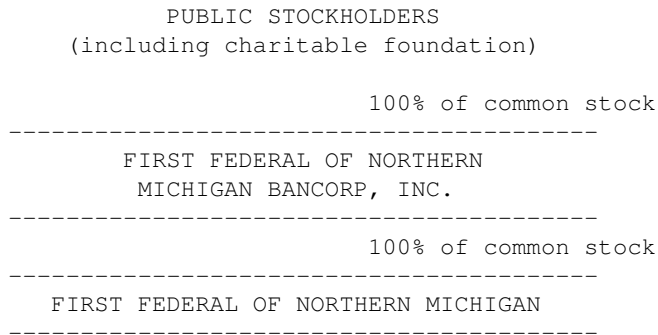 PUBLIC STOCKHOLDERS
(including charitable foundation)
100% of common stock
-----------------------------------------
FIRST FEDERAL OF NORTHERN
MICHIGAN BANCORP, INC.
-----------------------------------------
100% of common stock
-----------------------------------------
FIRST FEDERAL OF NORTHERN MICHIGAN
-----------------------------------------